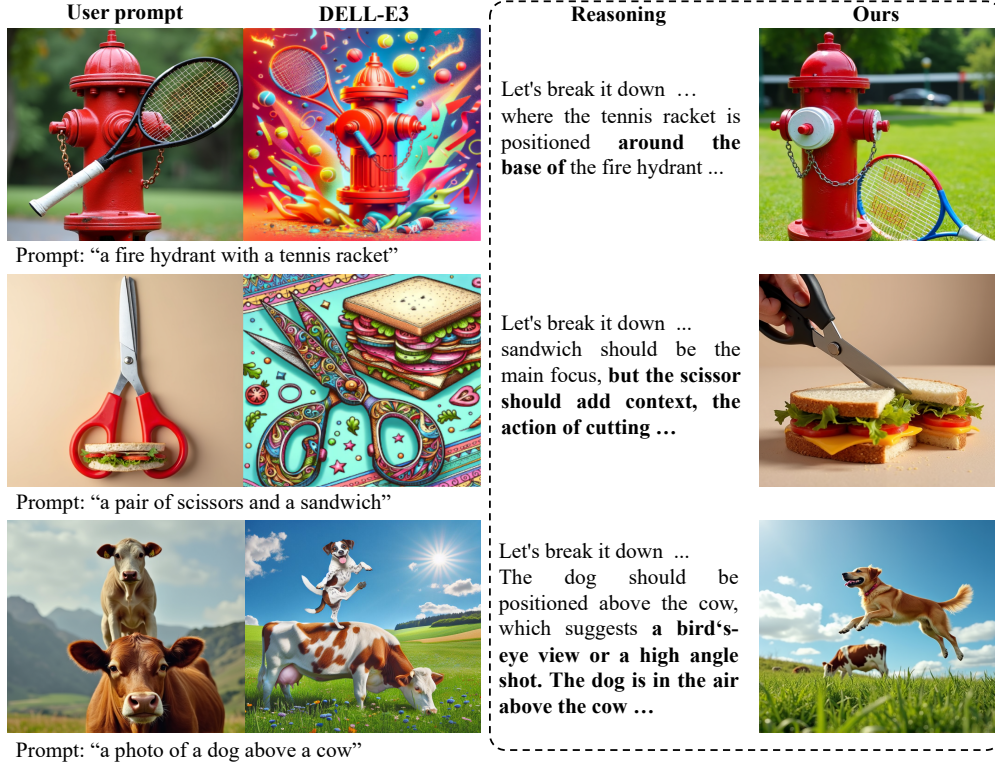 User prompt
DELL-E3
Reasoning
Ours
Let's break it down …
where the tennis racket is
positioned around the
base of the fire hydrant ...
Prompt: “a fire hydrant with a tennis racket”
Let's break it down ...
sandwich should be the
main focus, but the scissor
should add context, the
action of cutting …
Prompt: “a pair of scissors and a sandwich”
Let's break it down ...
The dog should be
positioned above the cow,
which suggests a bird‘s-
eye view or a high angle
shot. The dog is in the air
above the cow …
Prompt: “a photo of a dog above a cow”